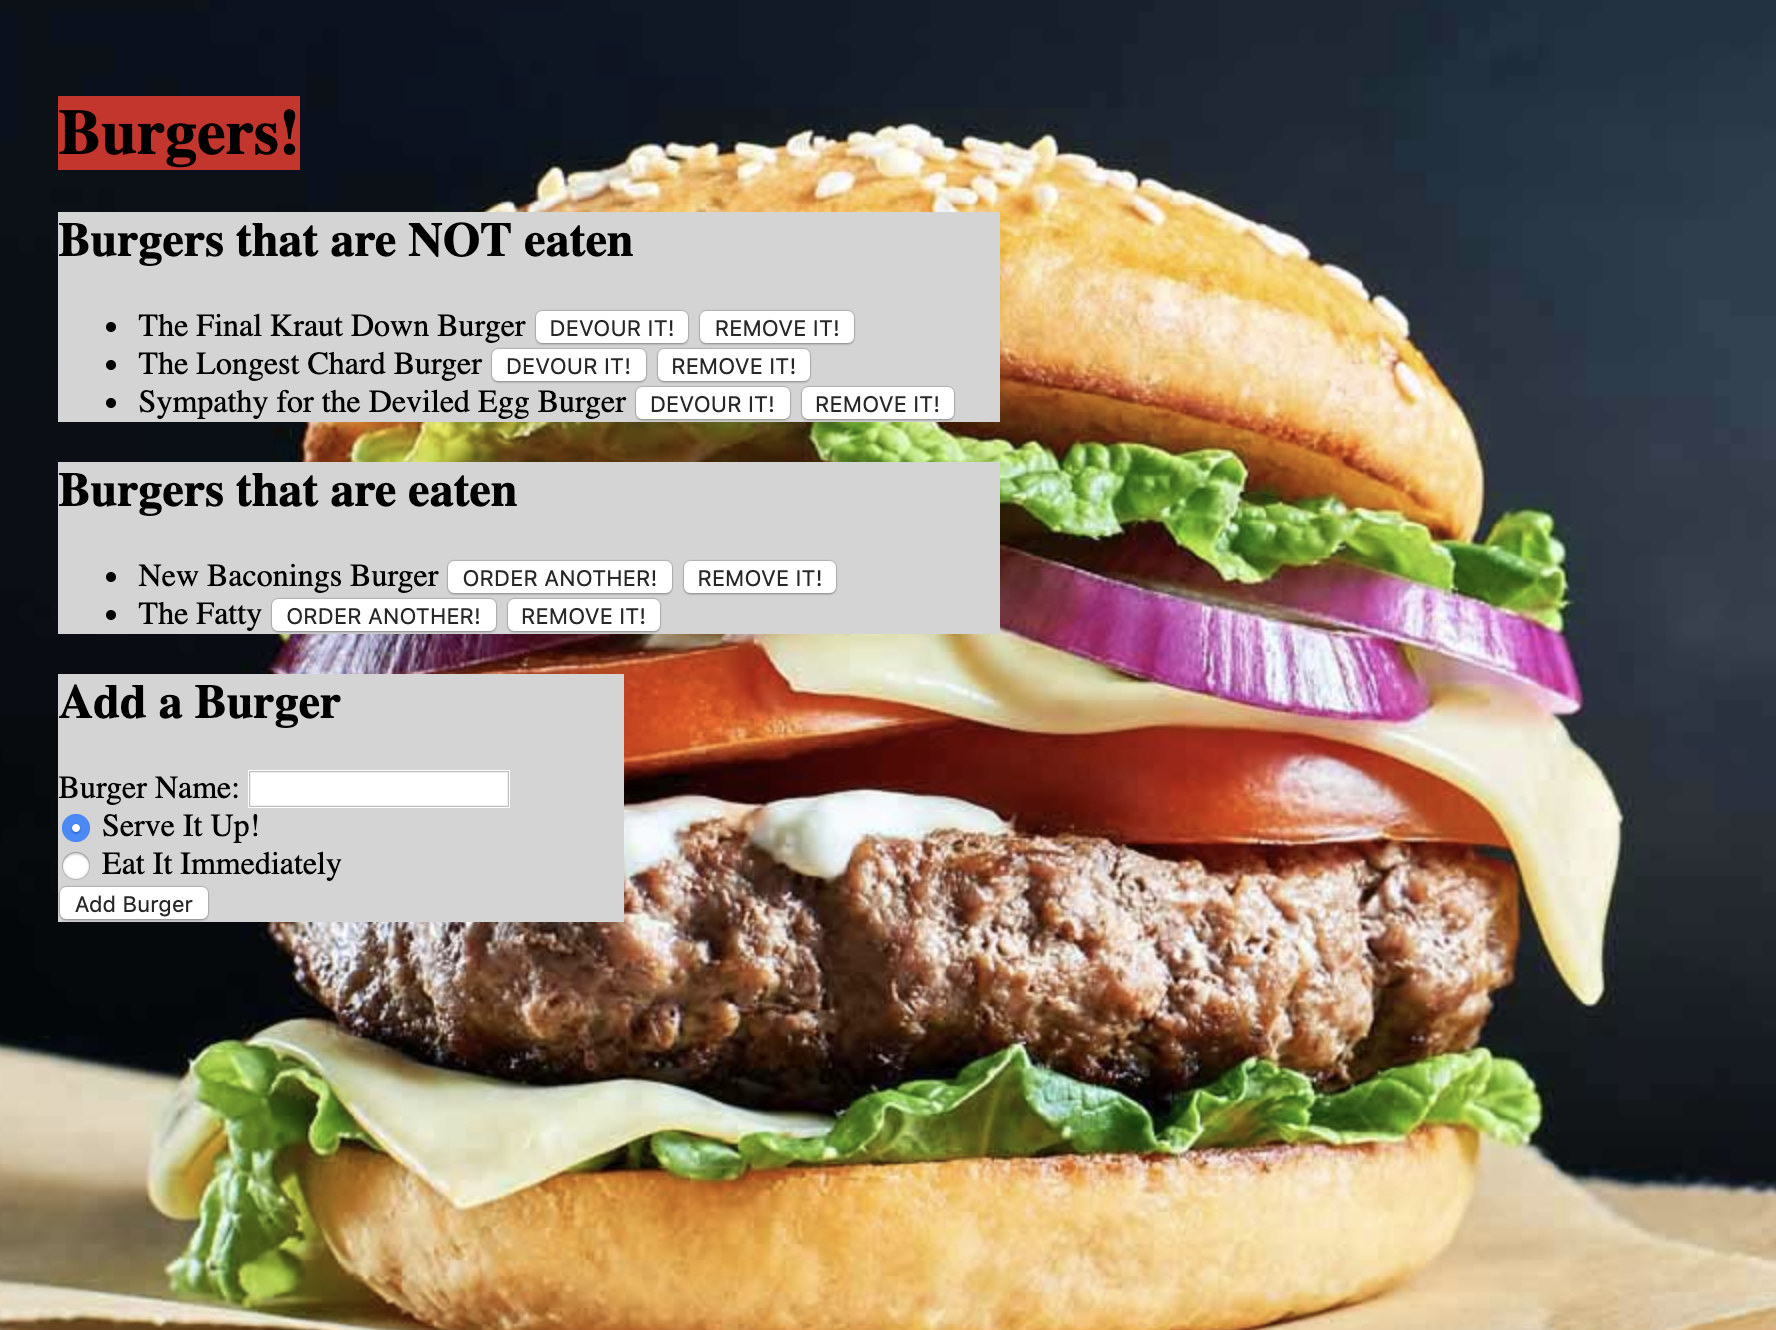 Burgers!
Burgers that are NOT eaten
The Final Kraut Down Burger DEVOUR IT! REMOVE IT!
The Longest Chard Burger DEVOUR IT! REMOVE IT!
Sympathy for the Deviled Egg Burger DEVOUR IT! REMOVE IT!
Burgers that are eaten
New Baconings Burger ORDER ANOTHER! REMOVE IT!
The Fatty ORDER ANOTHER! REMOVE IT!
Add a Burger
Burger Name:
Serve It Up!
Eat It Immediately
Add Burger